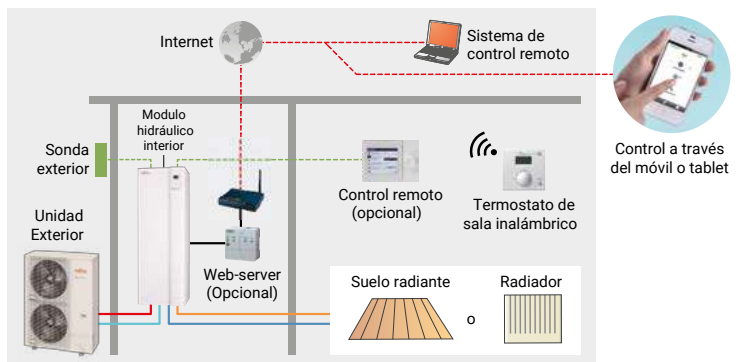 Internet
Sistema de
control remoto
Control a través
del móvil o tablet
Modulo
hidráulico
interior
Sonda
exterior
Control remoto
(opcional)
Termostato de
sala inalámbrico
Unidad
Exterior
Web-server
(Opcional)
Suelo radiante
o
Radiador